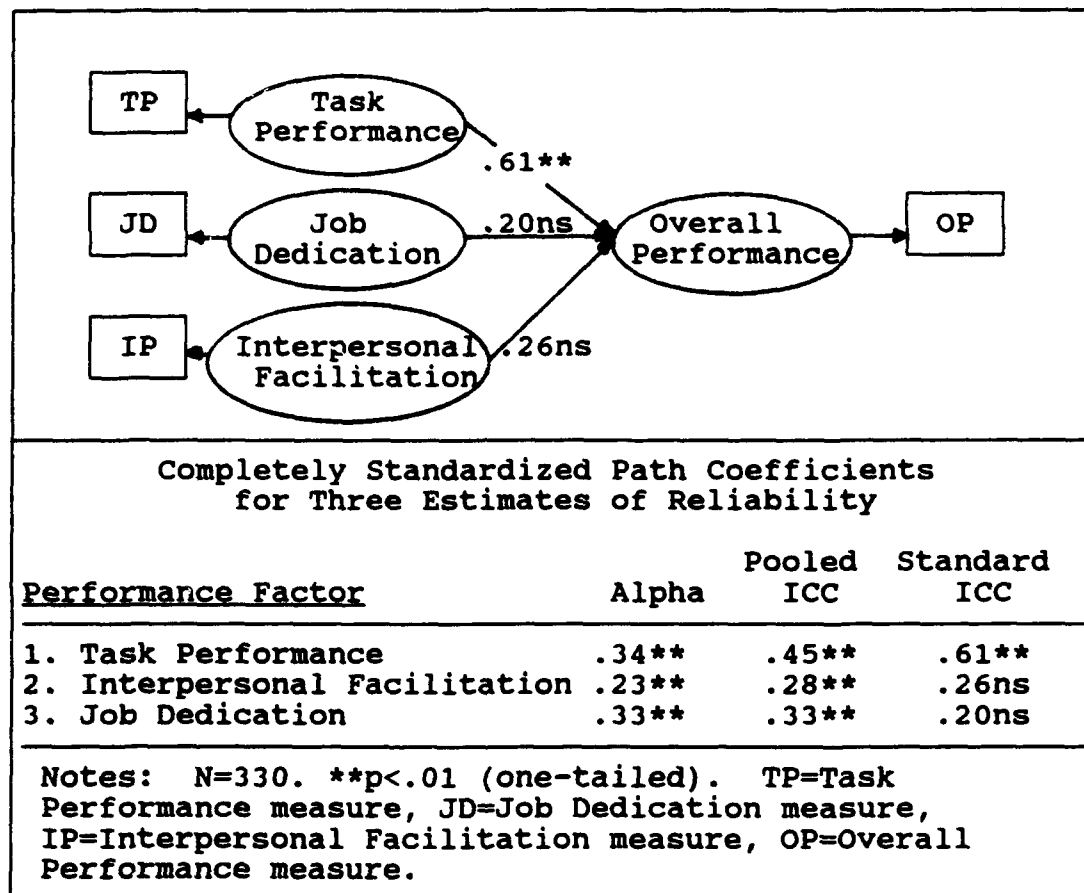 TP
Task
Performance
.61**
JD
Job
Dedication
.20ns
Overall
Performance
OP
IP
Interpersonal
Facilitation
.26ns
Completely Standardized Path Coefficients
for Three Estimates of Reliability
Pooled Standard
Performance Factor Alpha ICC ICC
1. Task Performance .34** .45** .61**
2. Interpersonal Facilitation .23** .28** .26ns
3. Job Dedication .33** .33** .20ns
Notes: N=330. **p<.01 (one-tailed). TP=Task
Performance measure, JD=Job Dedication measure,
IP=Interpersonal Facilitation measure, OP=Overall
Performance measure.